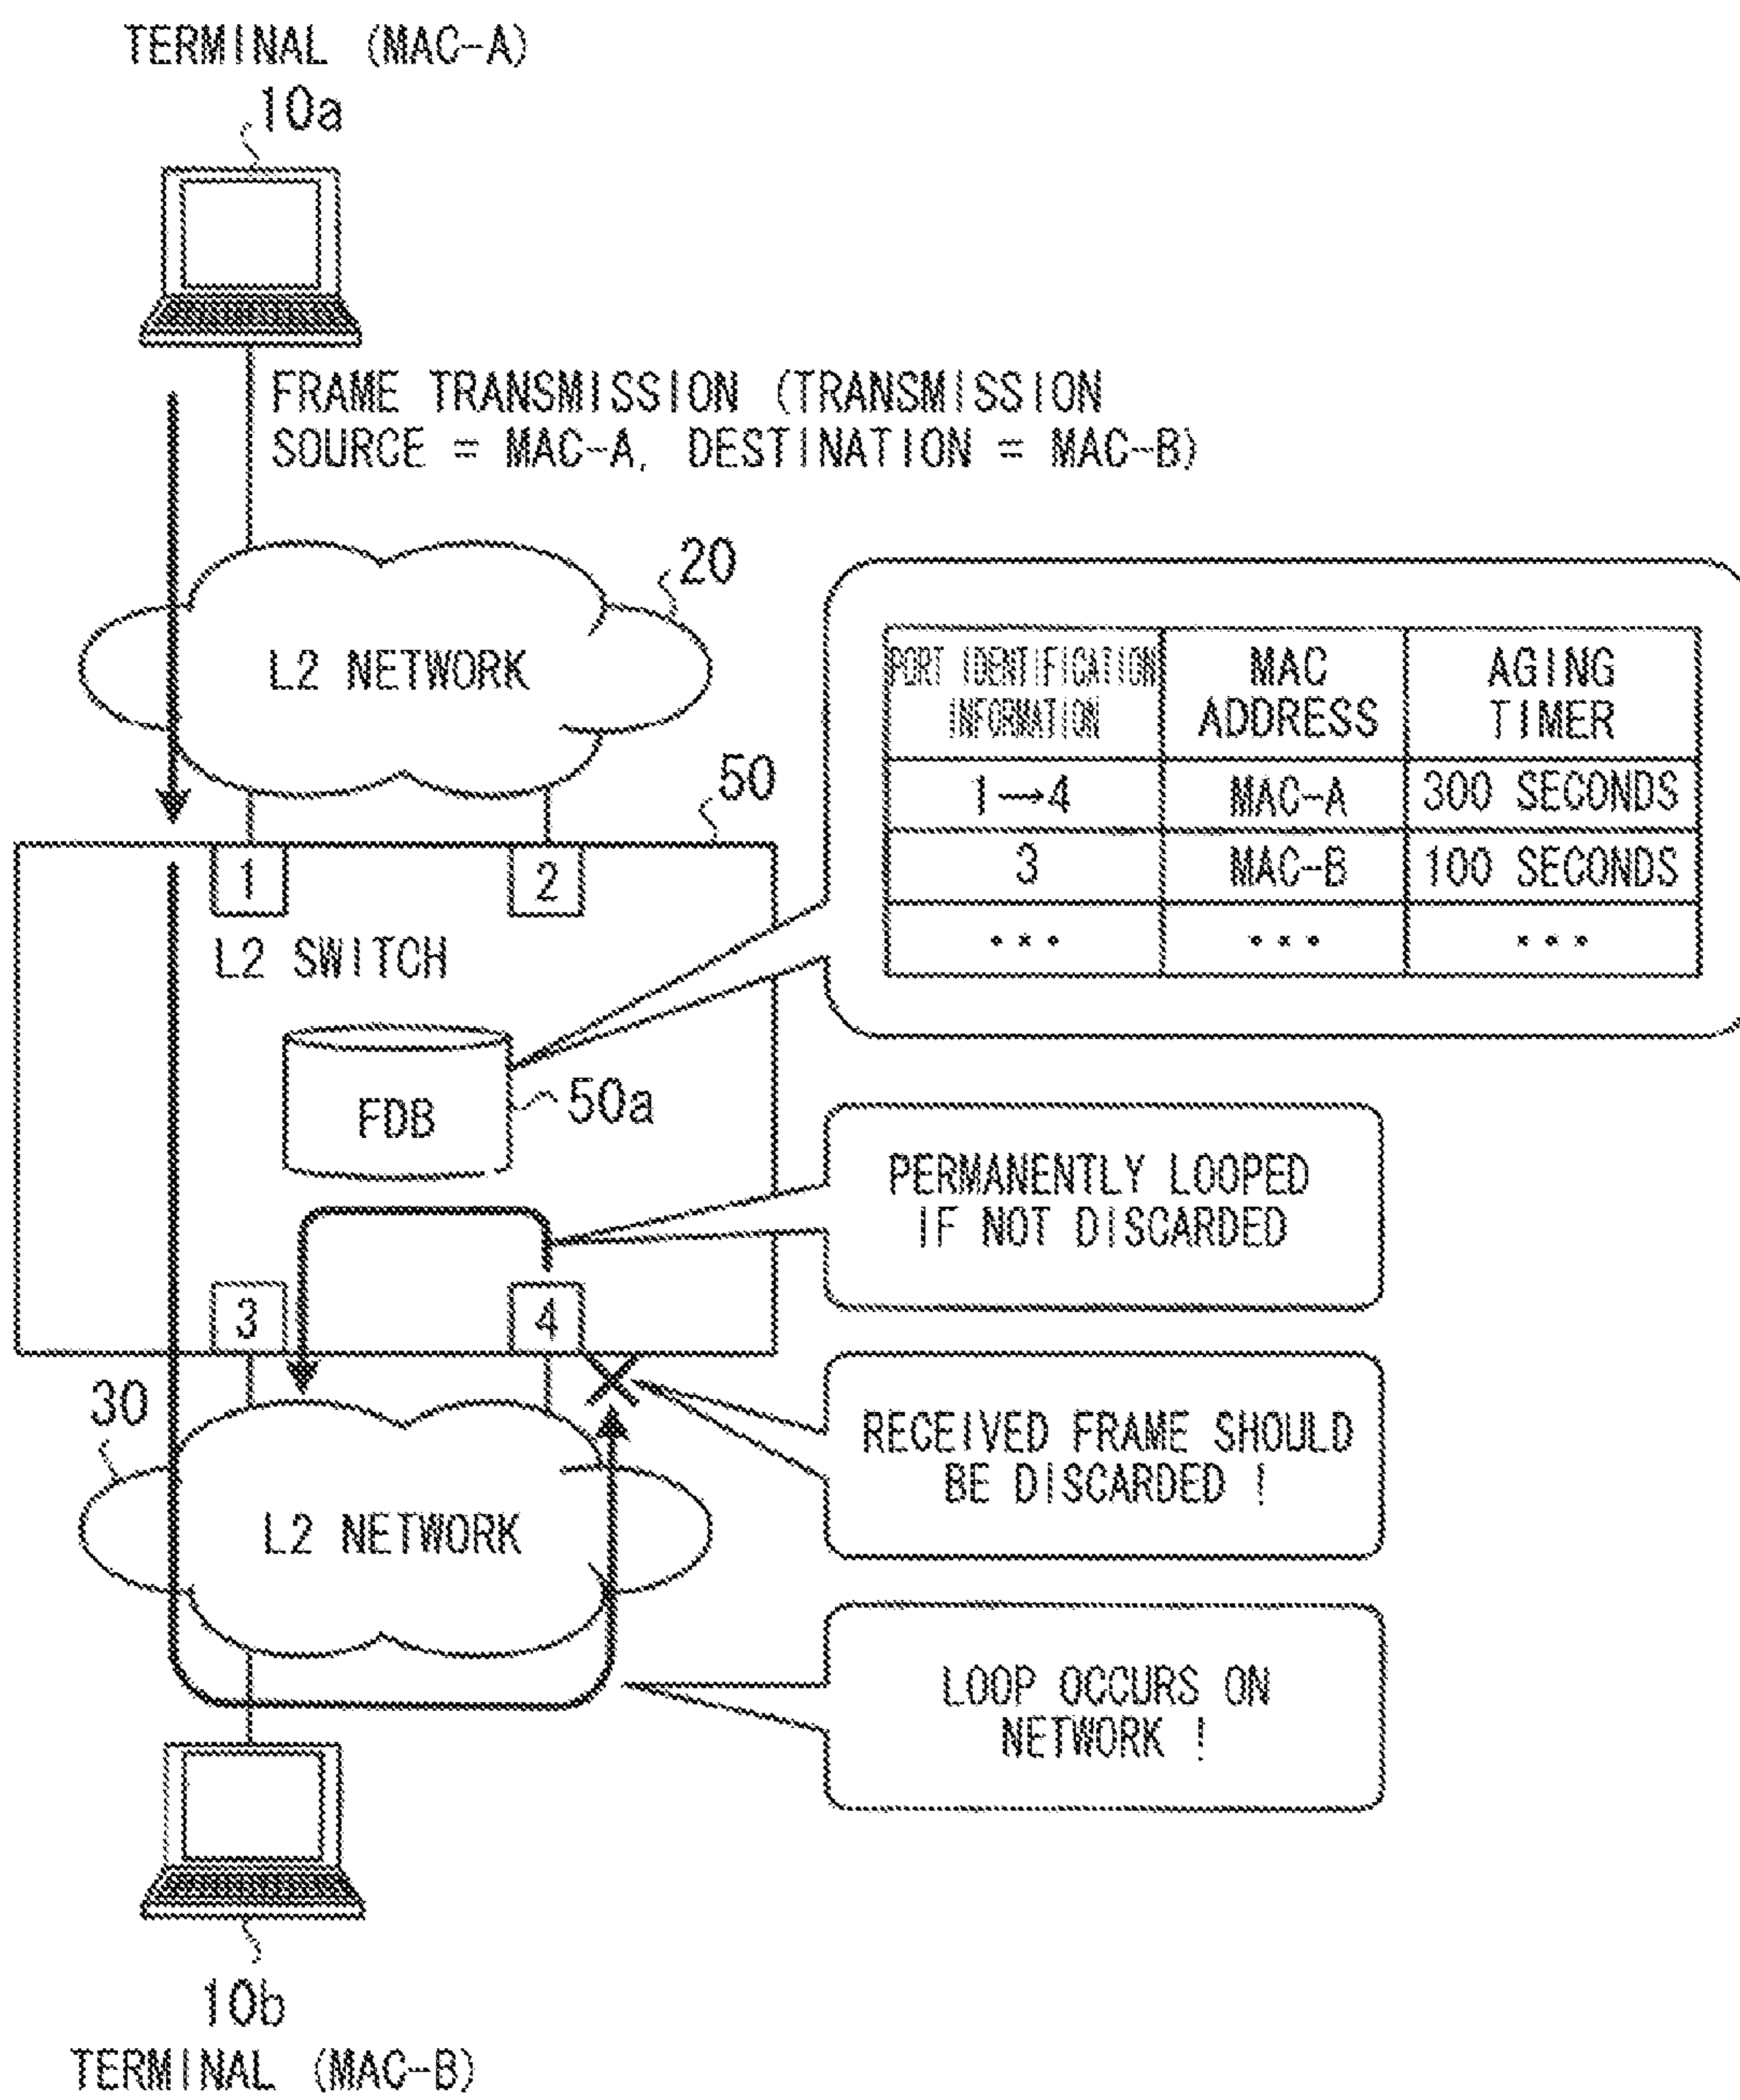 TERMINAL (MAC-A)
10a
FRAME TRANSMISSION (TRANSMISSION
SOURCE = MAC-A, DESTINATION = MAC-B)
20
L2 NETWORK
PORT IDENTIFICATION
INFORMATION
MAC
ADDRESS
AGING
TIMER
1→4
MAC-A
300 SECONDS
3
MAC-B
100 SECONDS
...
...
...
50
1
2
L2 SWITCH
FDB
50a
PERMANENTLY LOOPED
IF NOT DISCARDED
3
4
30
RECEIVED FRAME SHOULD
BE DISCARDED !
L2 NETWORK
LOOP OCCURS ON
NETWORK !
10b
TERMINAL (MAC-B)